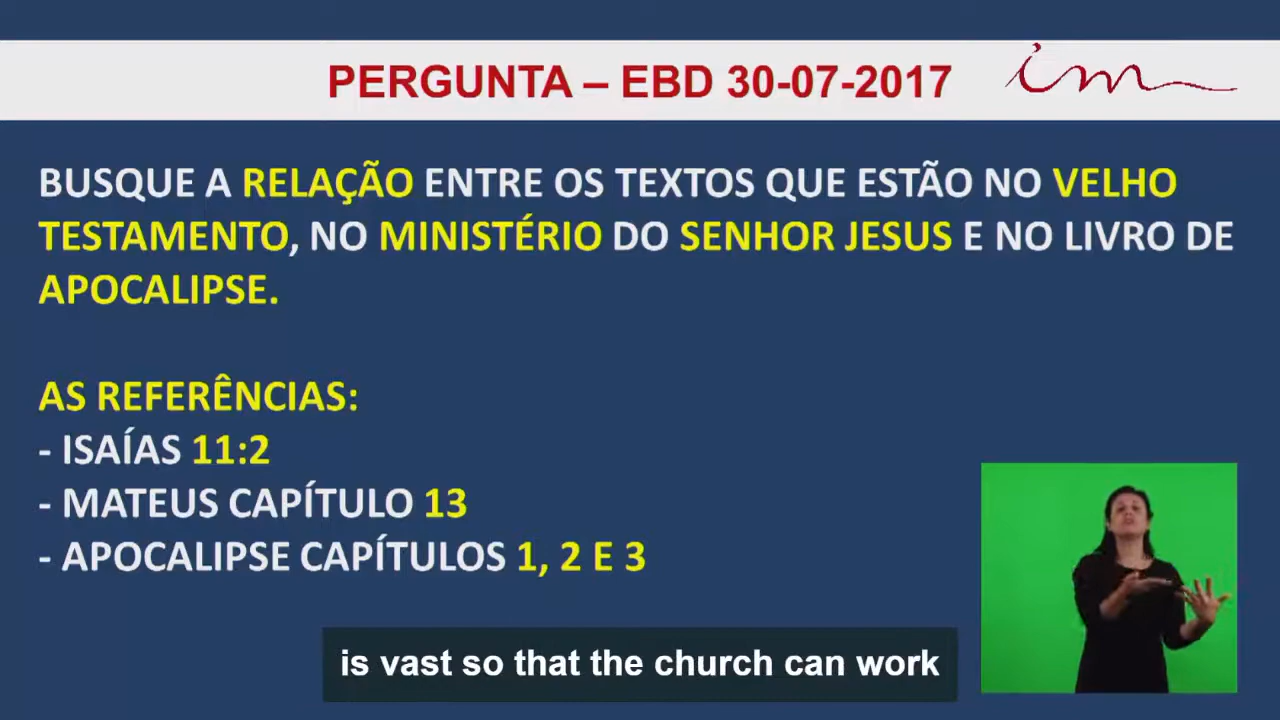 PERGUNTA – EBD 30-07-2017
im
BUSQUE A RELAÇÃO ENTRE OS TEXTOS QUE ESTÃO NO VELHO
TESTAMENTO, NO MINISTÉRIO DO SENHOR JESUS E NO LIVRO DE
APOCALIPSE.
AS REFERÊNCIAS:
- ISAÍAS 11:2
- MATEUS CAPÍTULO 13
- APOCALIPSE CAPÍTULOS 1, 2 E 3
is vast so that the church can work